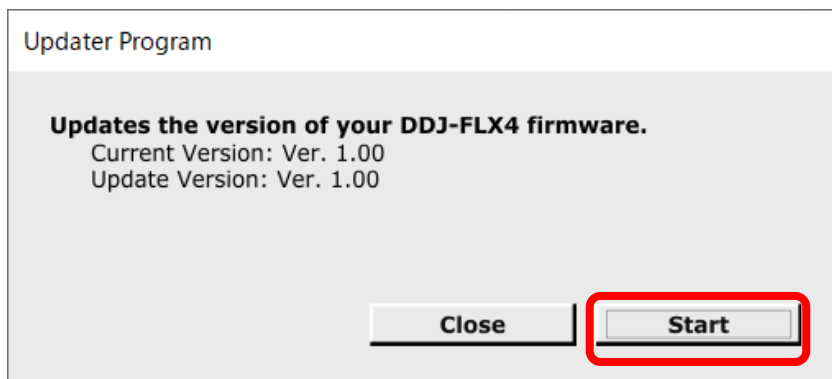 Updater Program
Updates the version of your DDJ-FLX4 firmware.
Current Version: Ver. 1.00
Update Version: Ver. 1.00
Close
Start